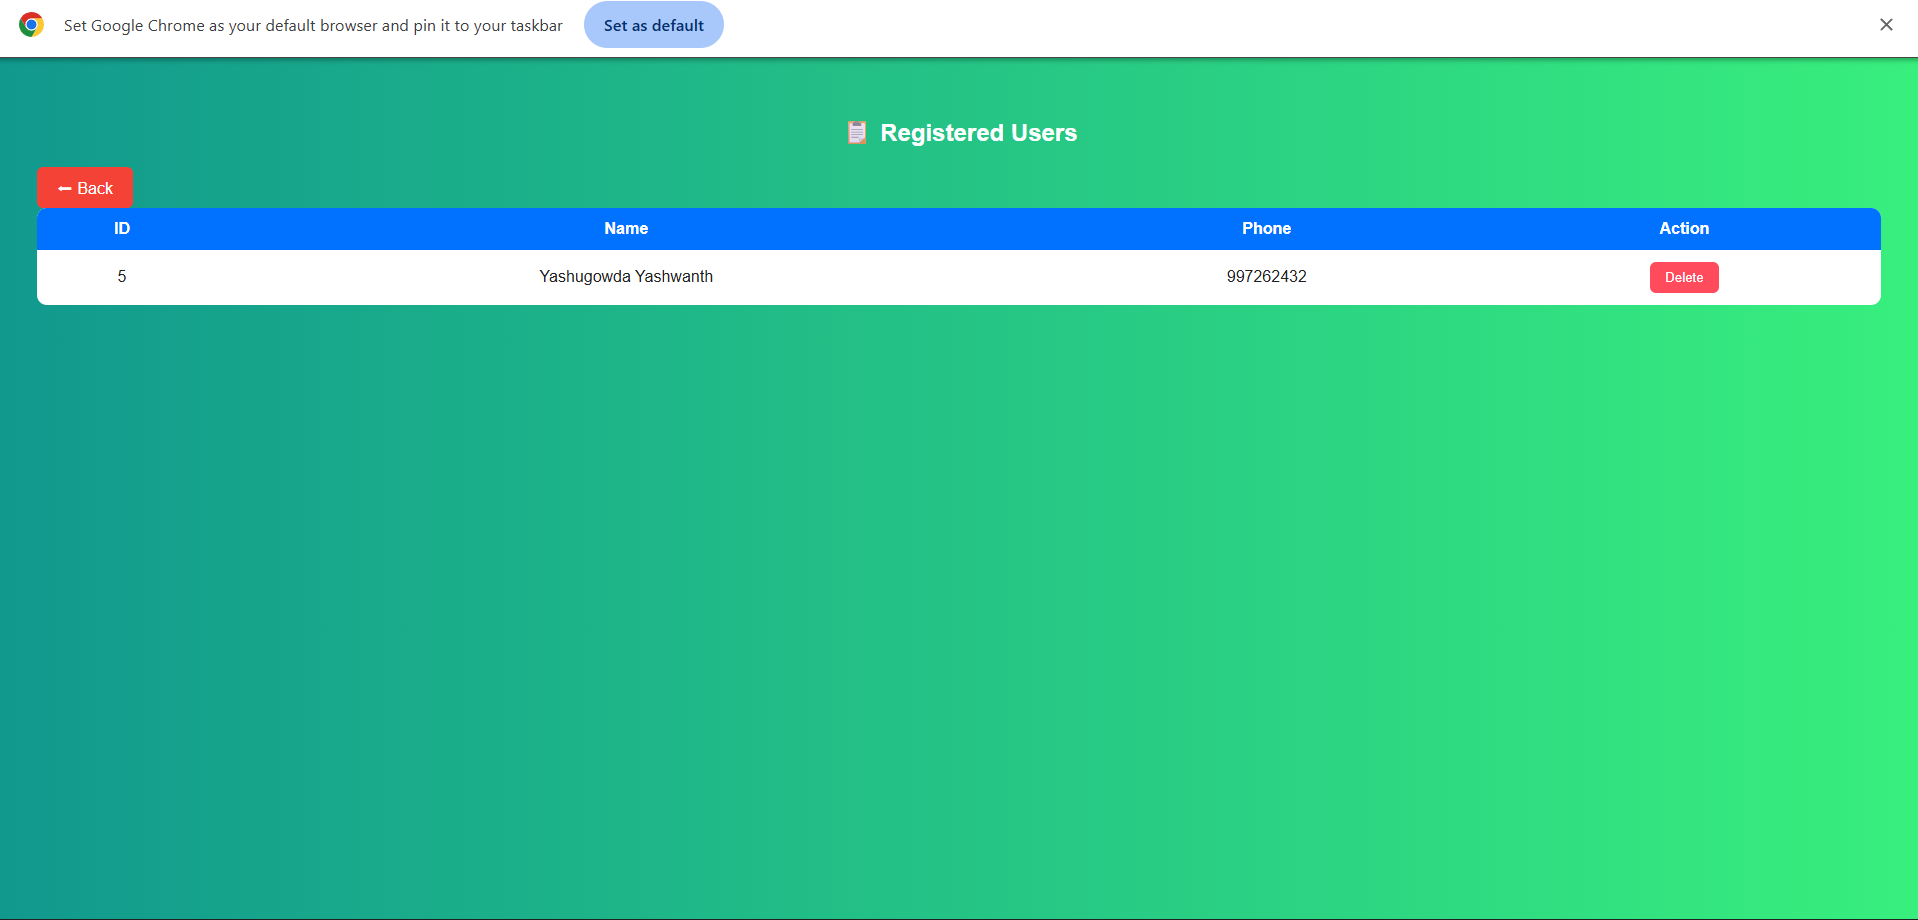 Set Google Chrome as your default browser and pin it to your taskbar Set as default
Registered Users
← Back
ID Name Phone Action
5 Yashugowda Yashwanth 997262432 Delete